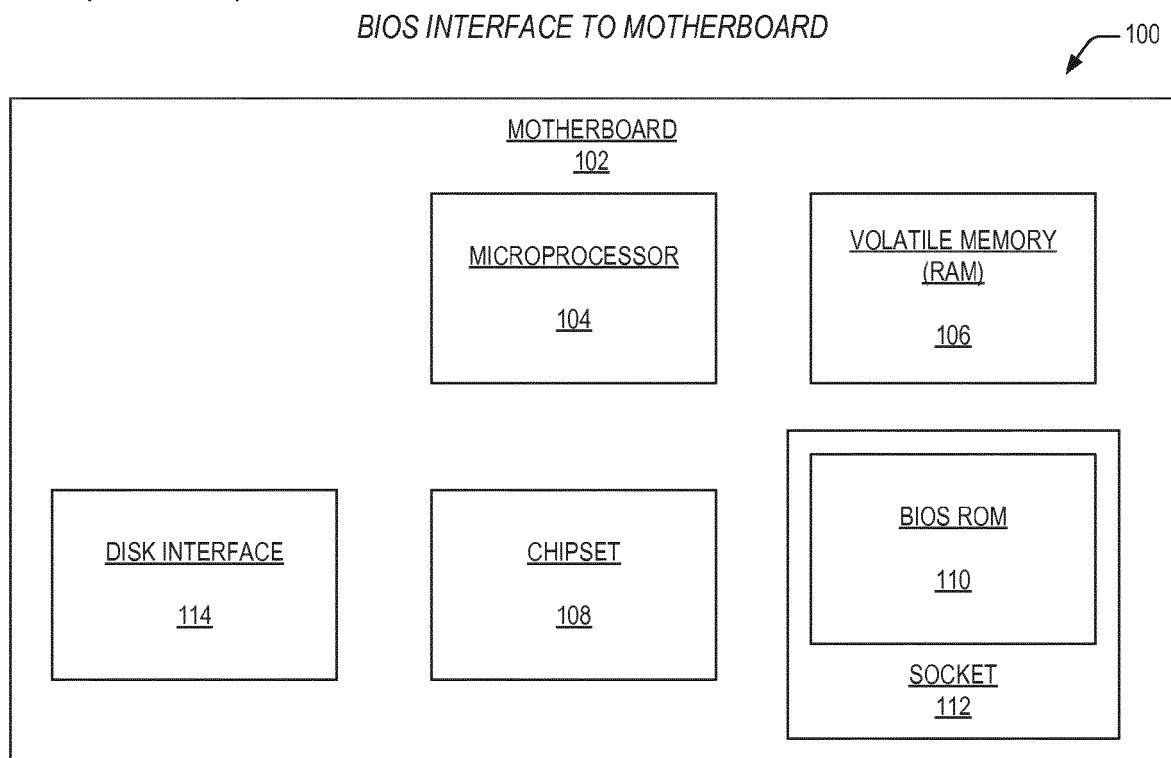 BIOS INTERFACE TO MOTHERBOARD
100
MOTHERBOARD
102
MICROPROCESSOR
104
VOLATILE MEMORY
(RAM)
106
DISK INTERFACE
114
CHIPSET
108
BIOS ROM
110
SOCKET
112